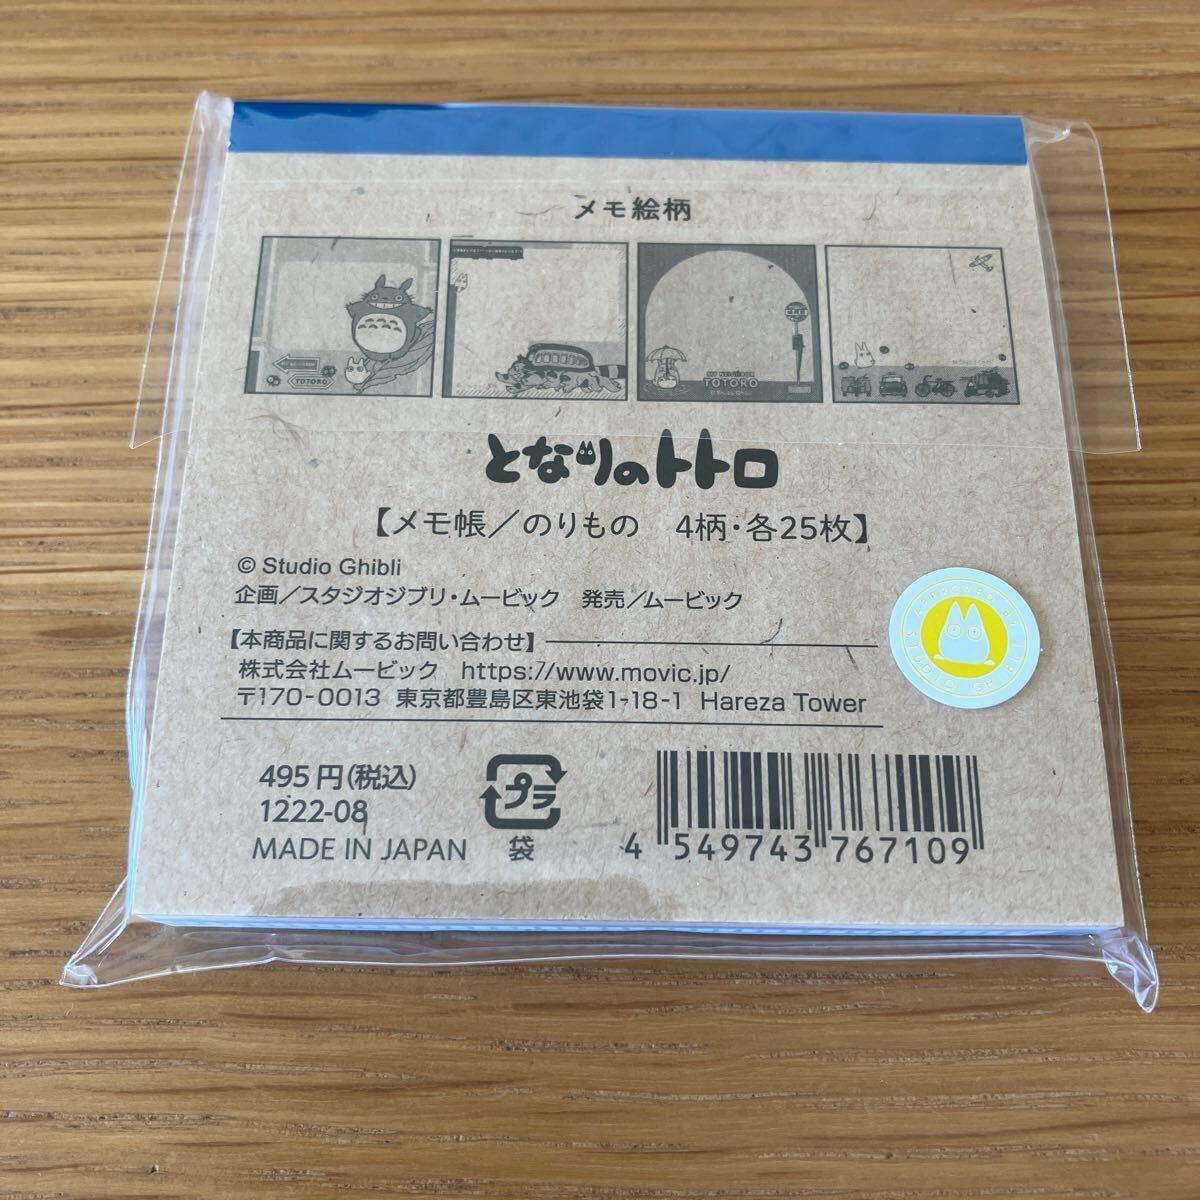 メモ絵柄
TOTORO
MY NEIGHBOR
TOTORO
となりのトトロ
【メモ帳／のりもの　4柄・各25枚】
© Studio Ghibli
企画／スタジオジブリ・ムービック　発売／ムービック
【本商品に関するお問い合わせ】
株式会社ムービック　https://www.movic.jp/
〒170-0013 東京都豊島区東池袋1-18-1 Hareza Tower
495円(税込)
1222-08
MADE IN JAPAN
プラ
袋
4 549743 767109
APPROVED BY STUDIO GHIBLI